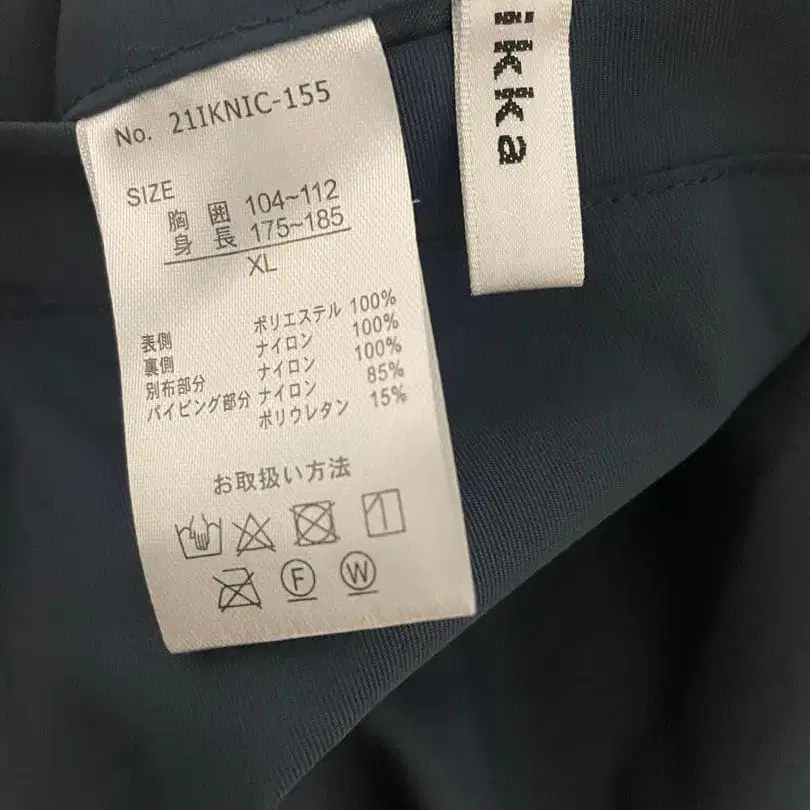 No. 21IKNIC-155
SIZE
胸 囲 104~112
身 長 175~185
XL
表側 ポリエステル 100%
裏側 ナイロン 100%
別布部分 ナイロン 100%
パイピング部分 ナイロン 85%
ポリウレタン 15%
お取扱い方法
F
W
ikka